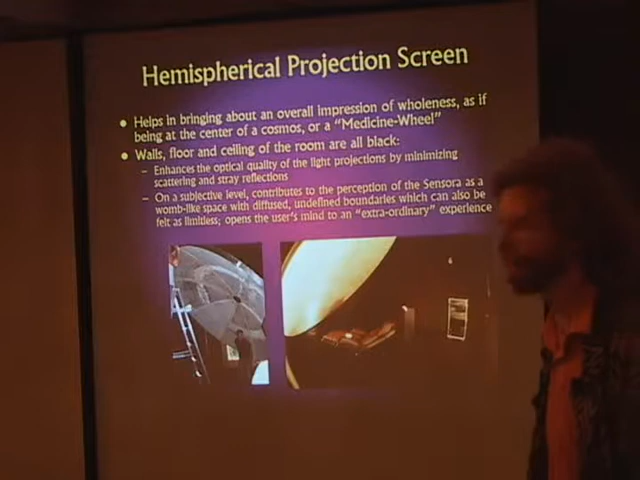 Hemispherical Projection Screen
• Helps in bringing about an overall impression of wholeness, as if
being at the center of a cosmos, or a "Medicine-Wheel"
• Walls, floor and ceiling of the room are all black:
– Enhances the optical quality of the light projections by minimizing
scattering and stray reflections
– On a subjective level, contributes to the perception of the Sensora as a
womb-like space with diffused, undefined boundaries which can also be
felt as limitless; opens the user's mind to an "extra-ordinary" experience